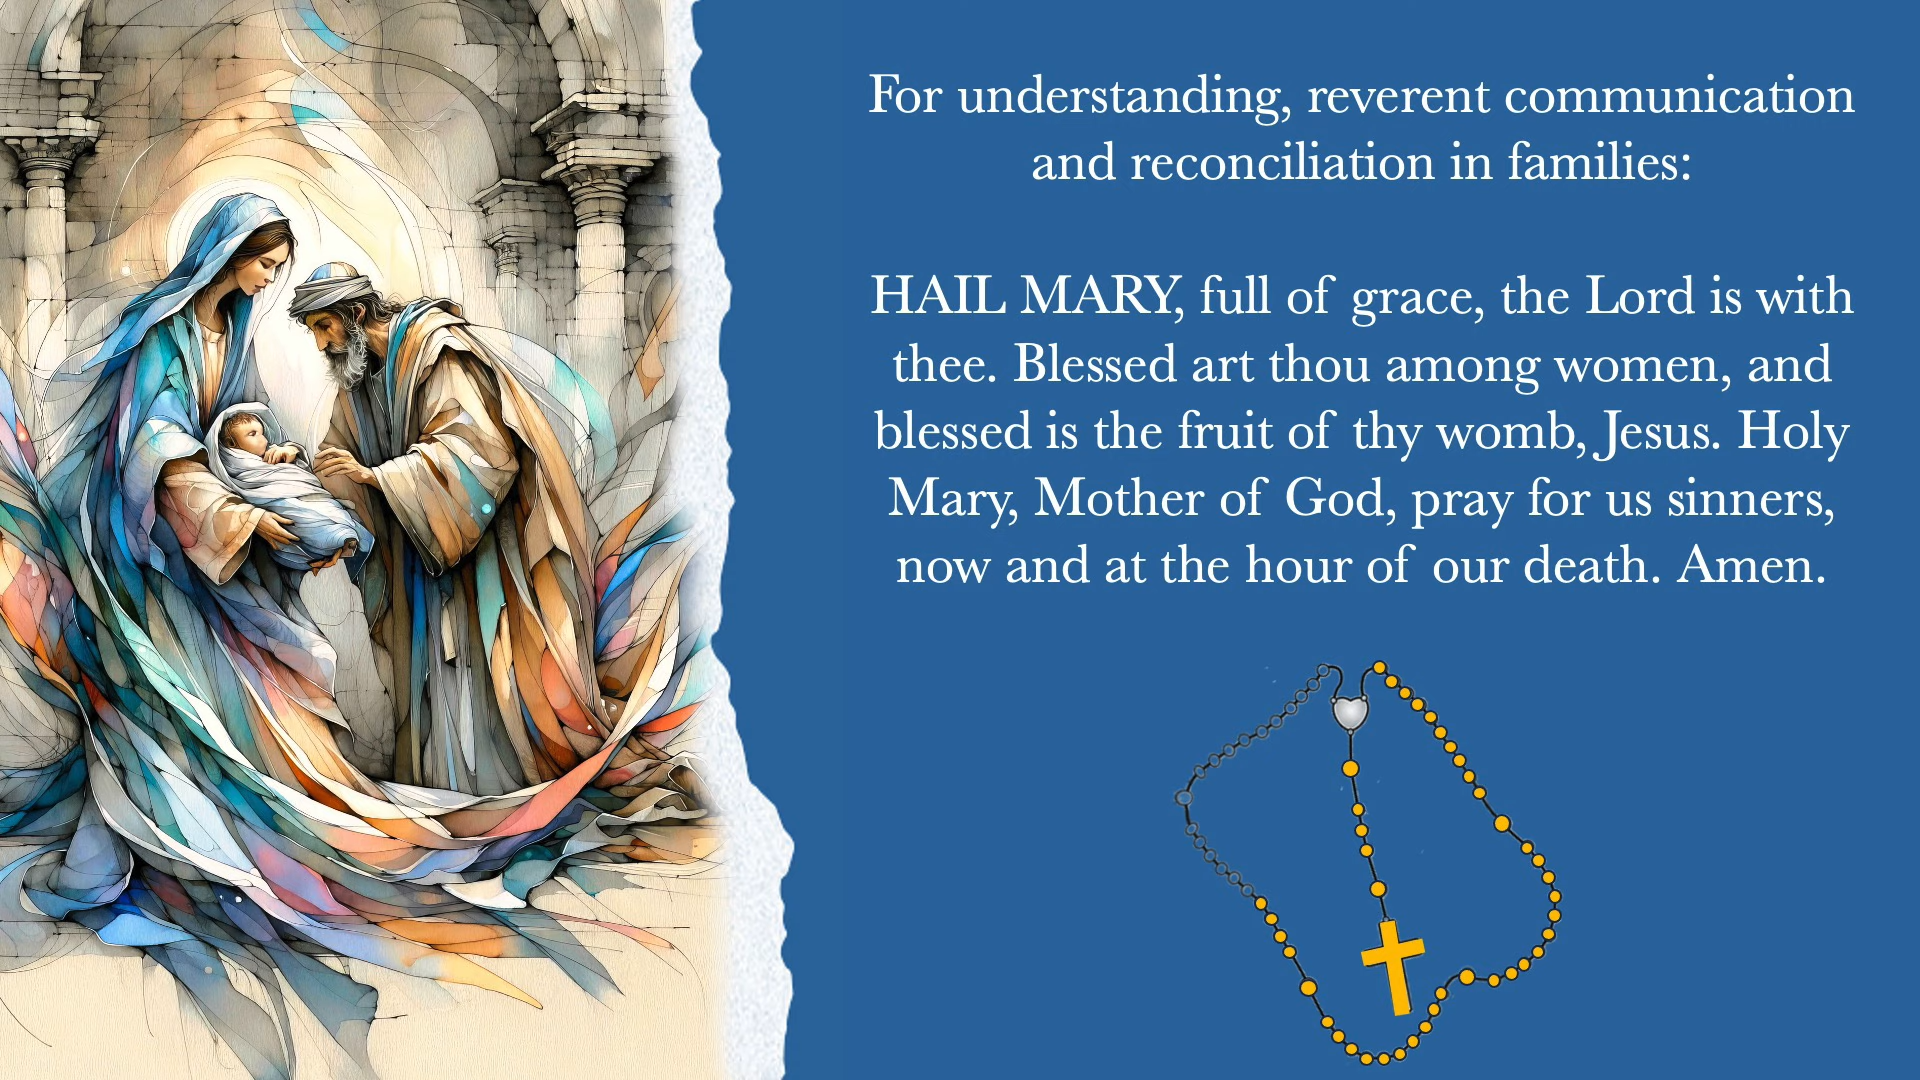 For understanding, reverent communication
and reconciliation in families:
HAIL MARY, full of grace, the Lord is with
thee. Blessed art thou among women, and
blessed is the fruit of thy womb, Jesus. Holy
Mary, Mother of God, pray for us sinners,
now and at the hour of our death. Amen.